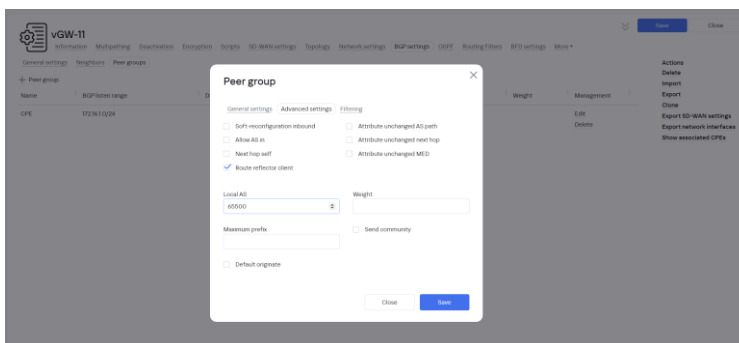 vGW-11
Save
Close
Information Multipathing Deactivation Encryption Scripts SD-WAN settings Topology Network settings BGP settings OSPF Routing Filters BFD settings More
General settings Neighbors Peer groups
+ Peer group
Name
BGP listen range
D
Weight
Management
CPE
172.16.1.0/24
Edit
Delete
Actions
Delete
Import
Export
Clone
Export SD-WAN settings
Export network interfaces
Show associated CPEs
Peer group
General settings Advanced settings Filtering
Soft-reconfiguration inbound
Attribute unchanged AS path
Allow AS in
Attribute unchanged next hop
Next hop self
Attribute unchanged MED
Route reflector client
Local AS
Weight
65500
Maximum prefix
Send community
Default originate
Close
Save